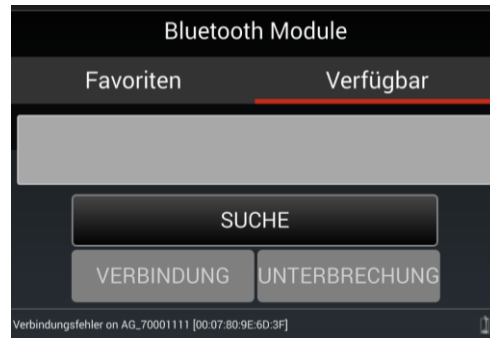 Bluetooth Module
Favoriten Verfügbar
SUCHE
VERBINDUNG UNTERBRECHUNG
Verbindungsfehler on AG_70001111 [00:07:80:9E:6D:3F]